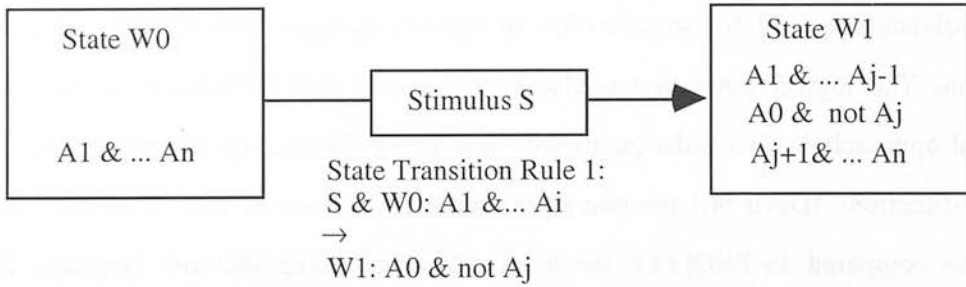 State W0
A1 & ... An
Stimulus S
State Transition Rule 1:
S & W0: A1 &... Ai
→
W1: A0 & not Aj
State W1
A1 & .... Aj-1
A0 & not Aj
Aj+1& ... An